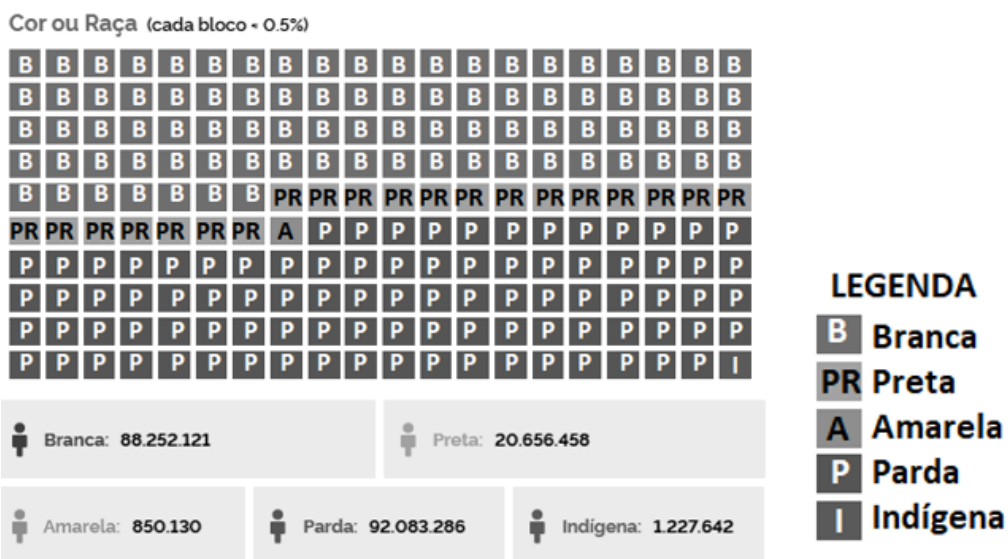 Cor ou Raça (cada bloco ≈ 0.5%)
B B B B B B B B B B B B B B B B B B B B
B B B B B B B B B B B B B B B B B B B B
B B B B B B B B B B B B B B B B B B B B
B B B B B B B B B B B B B B B B B B B B
B B B B B B B PR PR PR PR PR PR PR PR PR PR PR PR PR
PR PR PR PR PR PR PR A P P P P P P P P P P P P
P P P P P P P P P P P P P P P P P P P P
P P P P P P P P P P P P P P P P P P P P
P P P P P P P P P P P P P P P P P P P P
P P P P P P P P P P P P P P P P P P P I
Branca: 88.252.121
Preta: 20.656.458
Amarela: 850.130
Parda: 92.083.286
Indígena: 1.227.642
LEGENDA
B Branca
PR Preta
A Amarela
P Parda
I Indígena